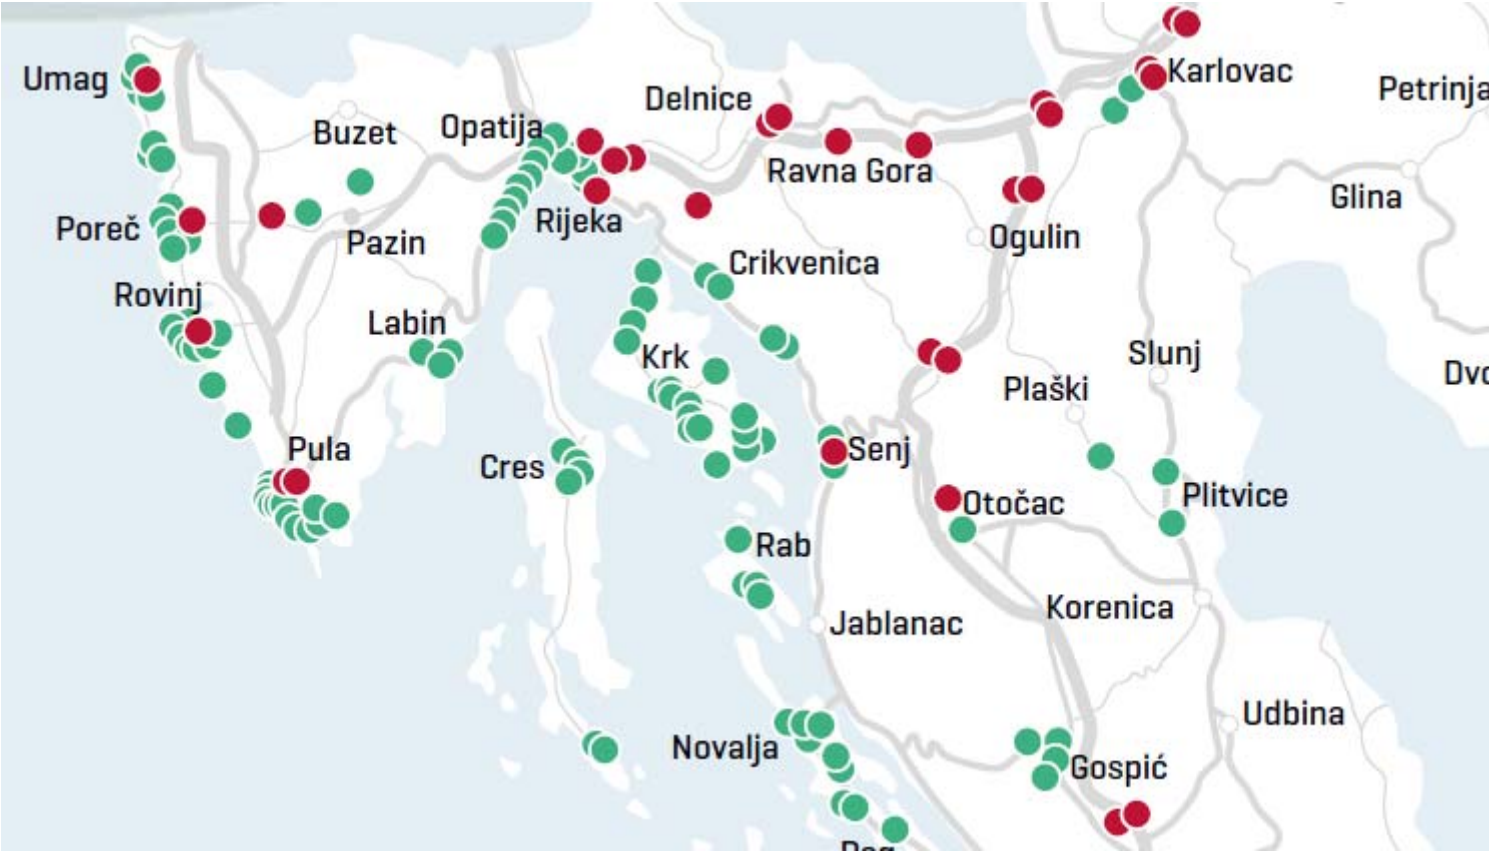 Umag
Karlovac
Delnice
Petrinja
Buzet
Opatija
Ravna Gora
Glina
Poreč
Rijeka
Ogulin
Pazin
Crikvenica
Rovinj
Labin
Krk
Slunj
Plaški
Pula
Senj
Cres
Plitvice
Otočac
Rab
Korenica
Jablanac
Udbina
Novalja
Gospić